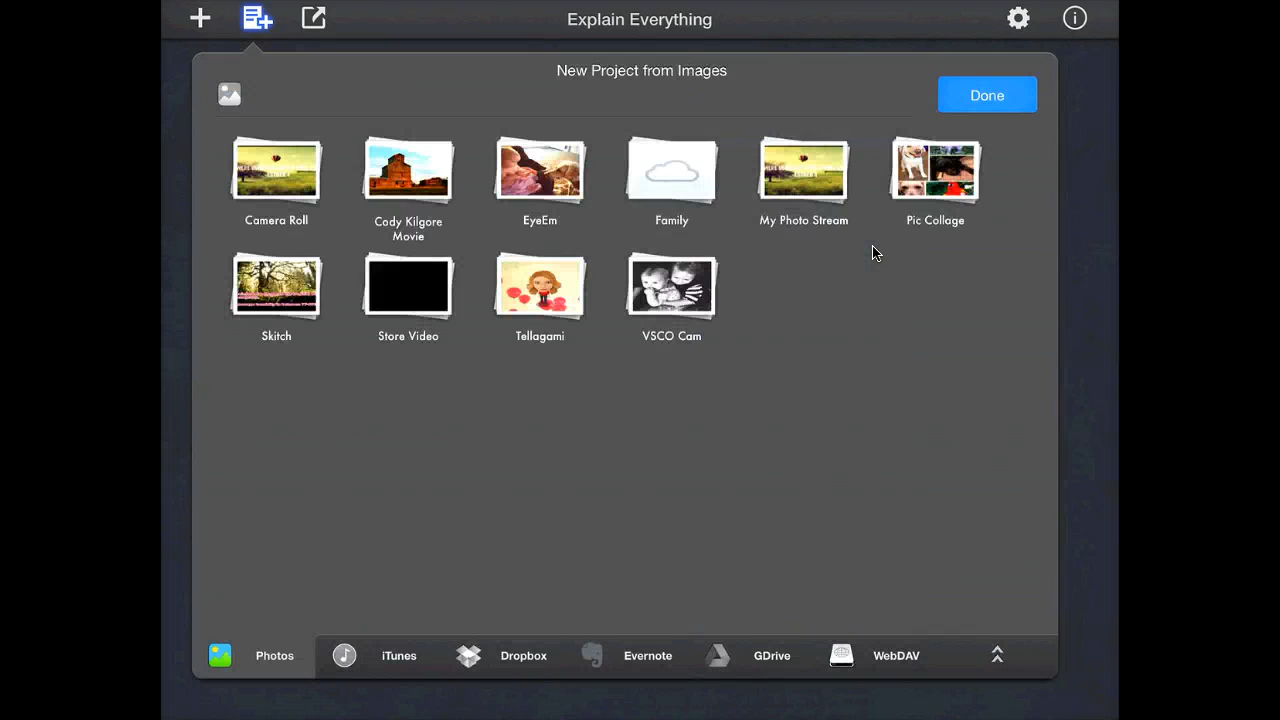 Explain Everything
New Project from Images
Done
Camera Roll
Cody Kilgore
Movie
EyeEm
Family
My Photo Stream
Pic Collage
Skitch
Store Video
Tellagami
VSCO Cam
Photos
iTunes
Dropbox
Evernote
GDrive
WebDAV